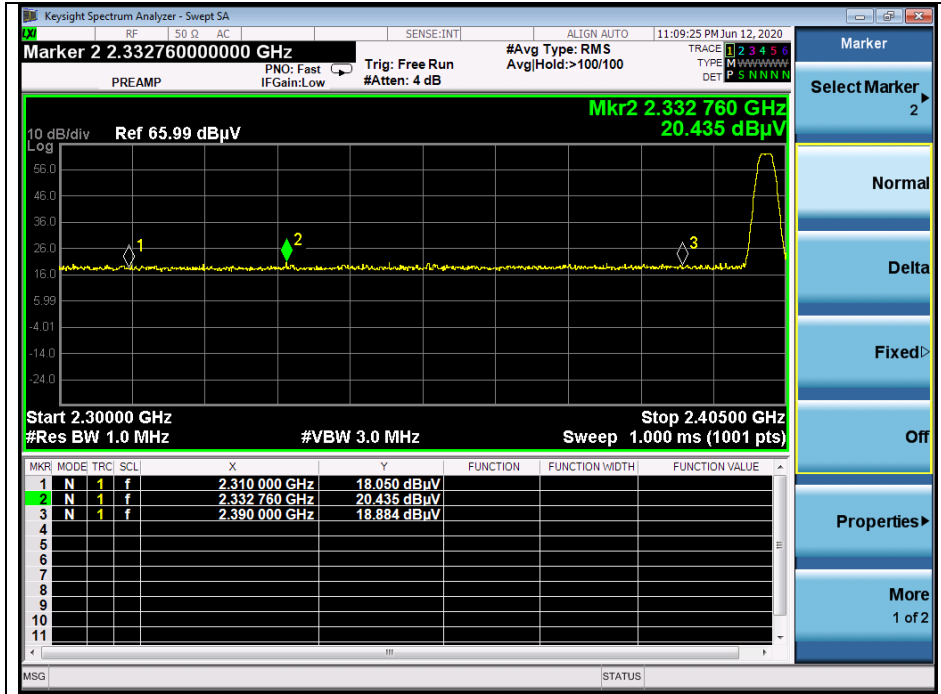 Keysight Spectrum Analyzer - Swept SA
LXI RF 50 Ω AC SENSE:INT ALIGN AUTO 11:09:25 PM Jun 12, 2020
Marker 2 2.332760000000 GHz
PREAMP
PNO: Fast
IFGain:Low
Trig: Free Run
#Atten: 4 dB
#Avg Type: RMS
Avg|Hold:>100/100
TRACE 1 2 3 4 5 6
TYPE M W W W W W
DET P S N N N N
Mkr2 2.332 760 GHz
20.435 dBµV
10 dB/div Ref 65.99 dBµV
Log
56.0
46.0
36.0
26.0
16.0
5.99
-4.01
-14.0
-24.0
1
2
3
Start 2.30000 GHz Stop 2.40500 GHz
#Res BW 1.0 MHz #VBW 3.0 MHz Sweep 1.000 ms (1001 pts)
MKR MODE TRC SCL X Y FUNCTION FUNCTION WIDTH FUNCTION VALUE
1 N 1 f 2.310 000 GHz 18.050 dBµV
2 N 1 f 2.332 760 GHz 20.435 dBµV
3 N 1 f 2.390 000 GHz 18.884 dBµV
4
5
6
7
8
9
10
11
MSG STATUS
Marker
Select Marker
2
Normal
Delta
Fixed
Off
Properties
More
1 of 2